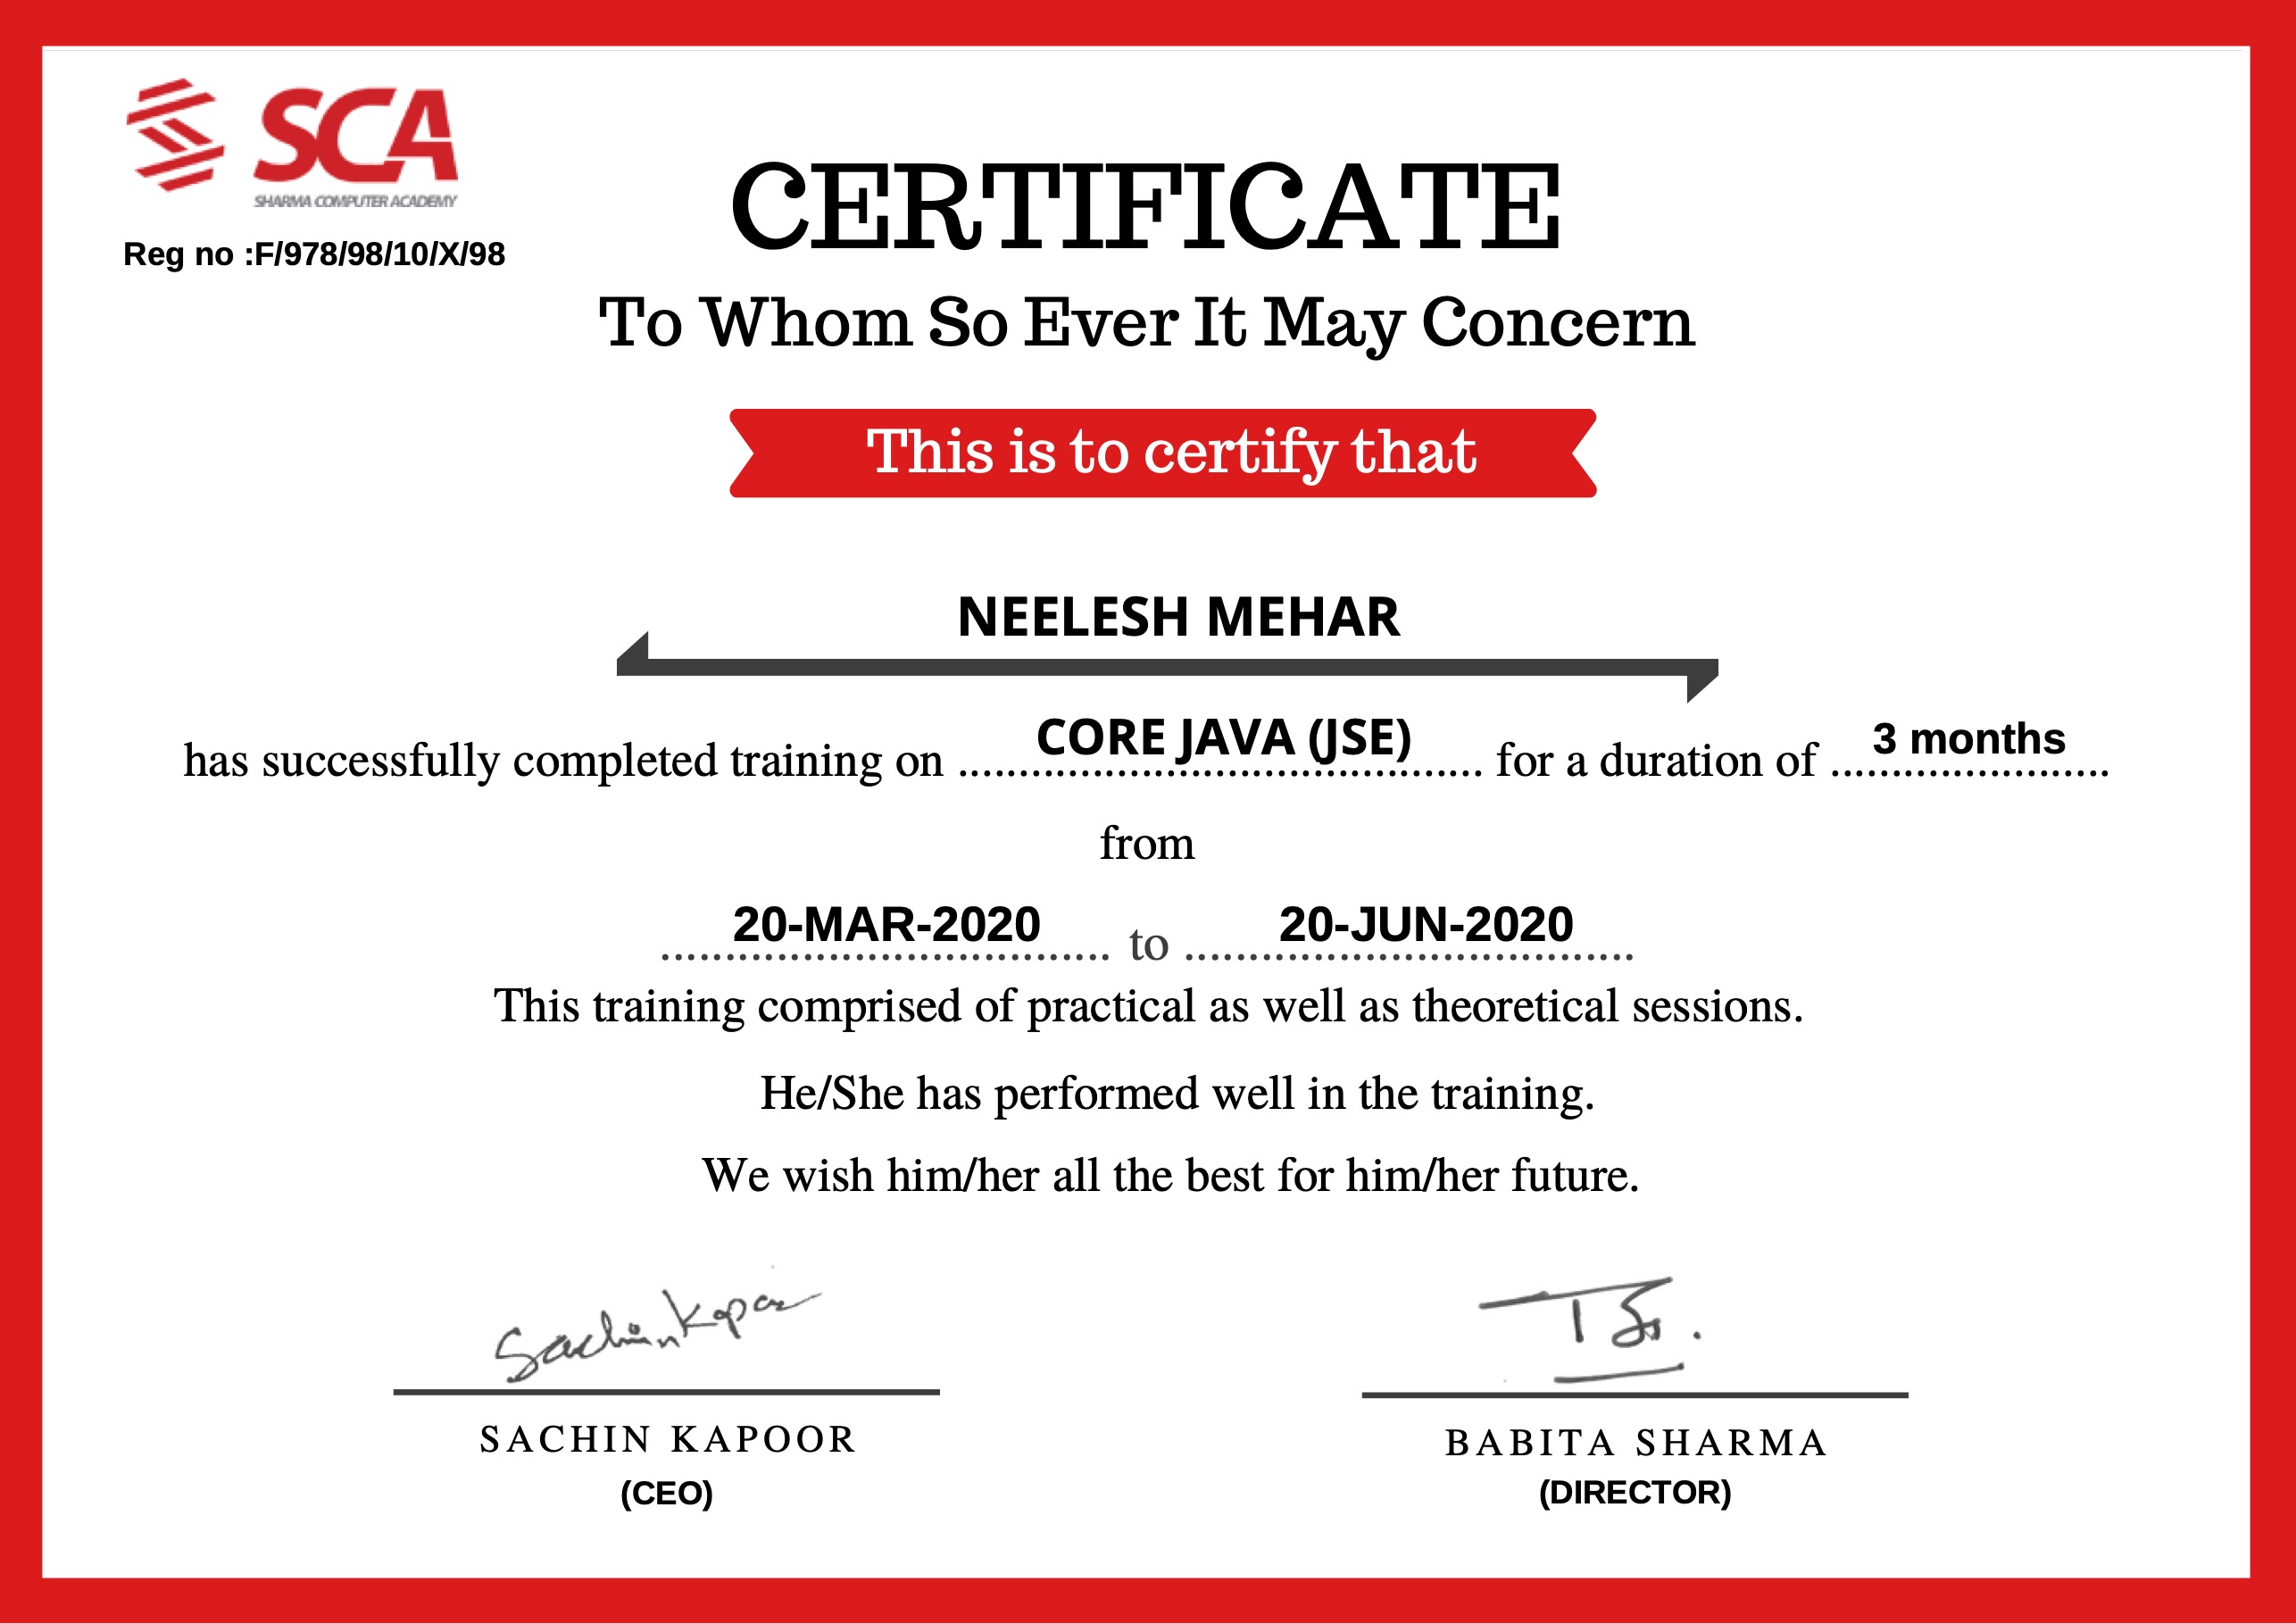 SCA
SHARMA COMPUTER ACADEMY
Reg no :F/978/98/10/X/98
CERTIFICATE
To Whom So Ever It May Concern
This is to certify that
NEELESH MEHAR
has successfully completed training on CORE JAVA (JSE) for a duration of 3 months
from
20-MAR-2020 to 20-JUN-2020
This training comprised of practical as well as theoretical sessions.
He/She has performed well in the training.
We wish him/her all the best for him/her future.
Sachin Kapoor
SACHIN KAPOOR
(CEO)
BABITA SHARMA
(DIRECTOR)